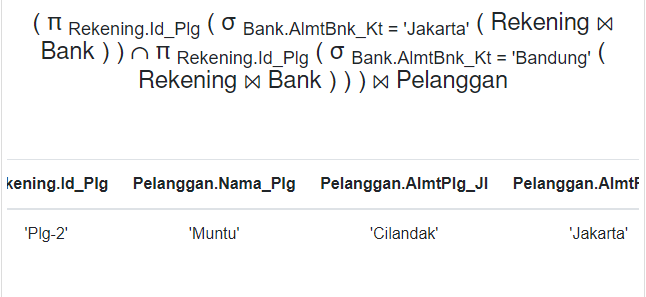 ( π Rekening.Id_Plg ( σ Bank.AlmtBnk_Kt = 'Jakarta' ( Rekening ⋈
Bank ) ) ∩ π Rekening.Id_Plg ( σ Bank.AlmtBnk_Kt = 'Bandung' (
Rekening ⋈ Bank ) ) ) ⋈ Pelanggan
kening.Id_Plg Pelanggan.Nama_Plg Pelanggan.AlmtPlg_Jl Pelanggan.Almt
'Plg-2' 'Muntu' 'Cilandak' 'Jakarta'